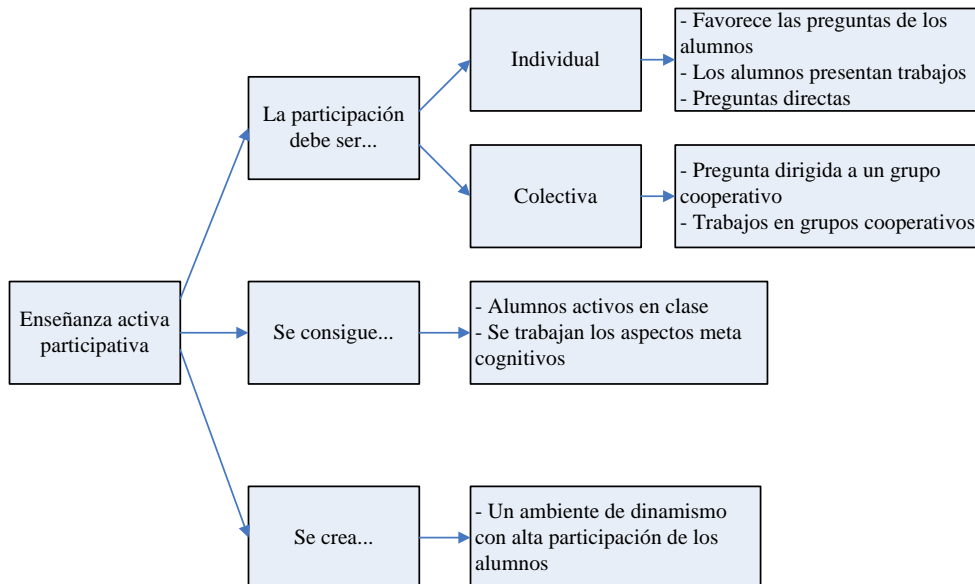 Enseñanza activa
participativa
La participación
debe ser...
Individual
- Favorece las preguntas de los
alumnos
- Los alumnos presentan trabajos
- Preguntas directas
Colectiva
- Pregunta dirigida a un grupo
cooperativo
- Trabajos en grupos cooperativos
Se consigue...
- Alumnos activos en clase
- Se trabajan los aspectos meta
cognitivos
Se crea...
- Un ambiente de dinamismo
con alta participación de los
alumnos